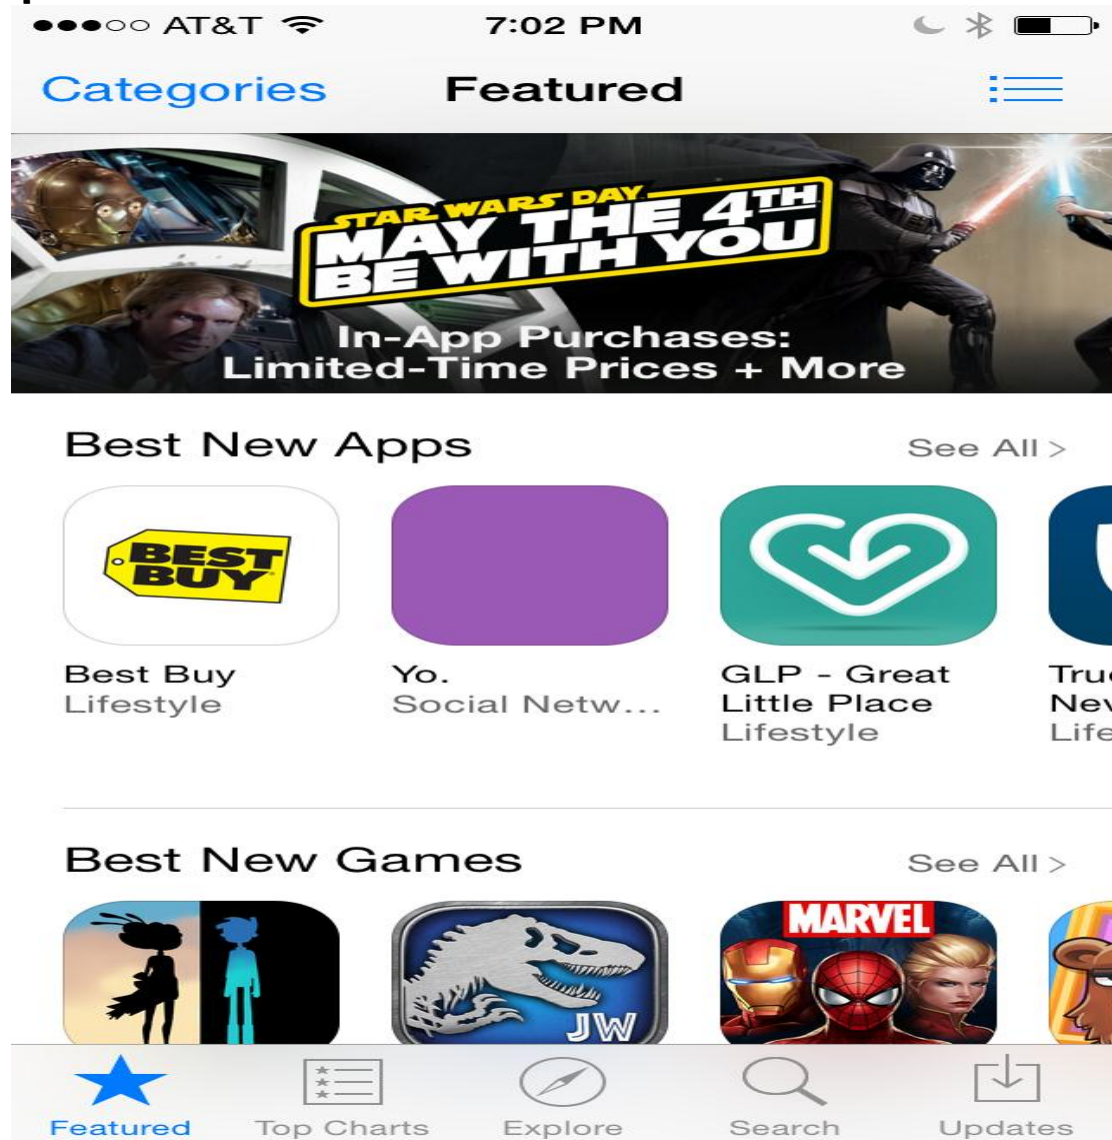 AT&T 7:02 PM
Categories Featured
STAR WARS DAY
MAY THE 4TH
BE WITH YOU
In-App Purchases:
Limited-Time Prices + More
Best New Apps See All >
BEST
BUY
Best Buy Yo. GLP - Great
Lifestyle Social Netw... Little Place
Lifestyle
Best New Games See All >
MARVEL
JW
Featured Top Charts Explore Search Updates